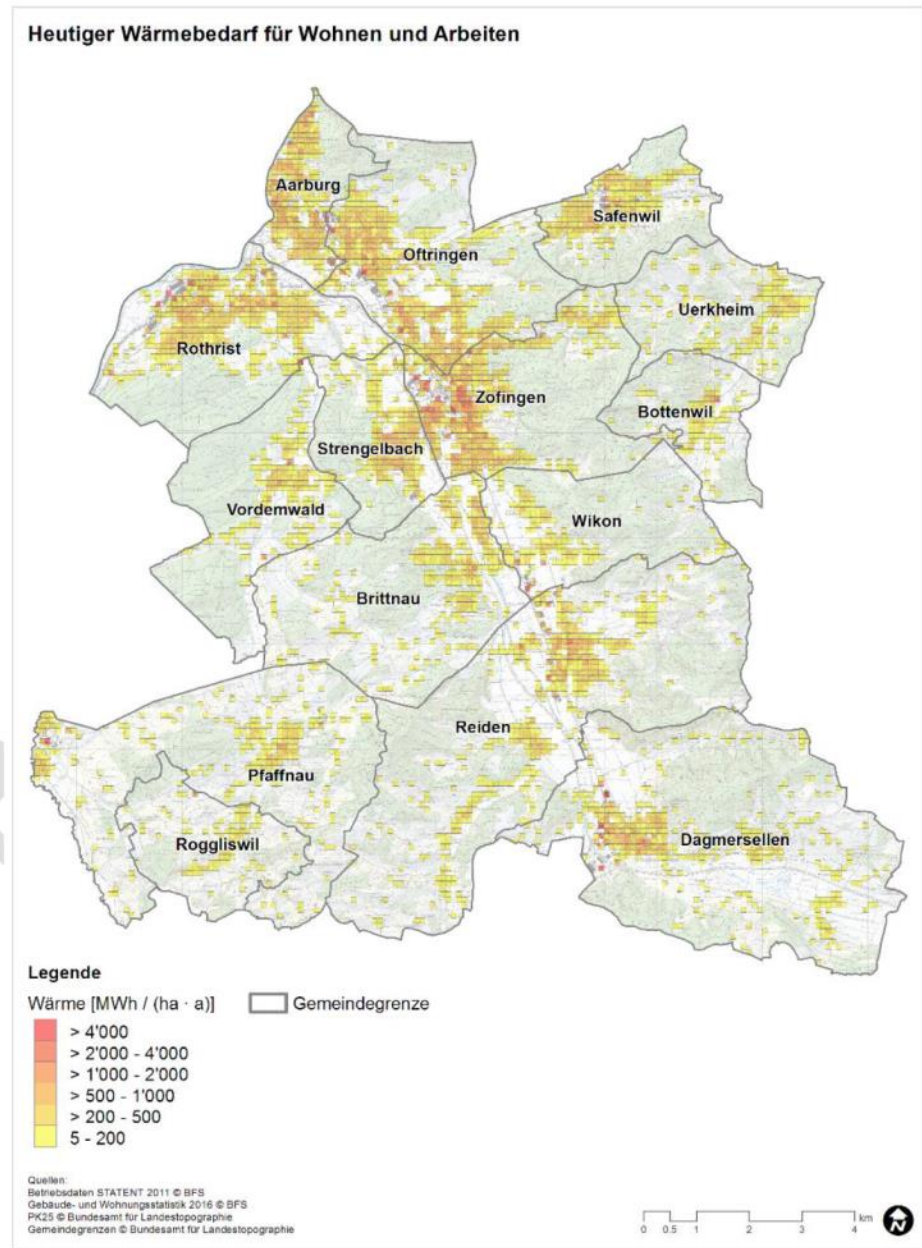 Heutiger Wärmebedarf für Wohnen und Arbeiten
Aarburg
Safenwil
Oftringen
Uerkheim
Rothrist
Zofingen
Bottenwil
Strengelbach
Vordemwald
Wikon
Brittnau
Reiden
Pfaffnau
Dagmersellen
Roggliswil
Legende
Wärme [MWh / (ha · a)] Gemeindegrenze
> 4'000
> 2'000 - 4'000
> 1'000 - 2'000
> 500 - 1'000
> 200 - 500
5 - 200
Quellen:
Betriebsdaten STATENT 2011 © BFS
Gebäude- und Wohnungsstatistik 2016 © BFS
PK25 © Bundesamt für Landestopographie
Gemeindegrenzen © Bundesamt für Landestopographie
km
0 0.5 1 2 3 4
N